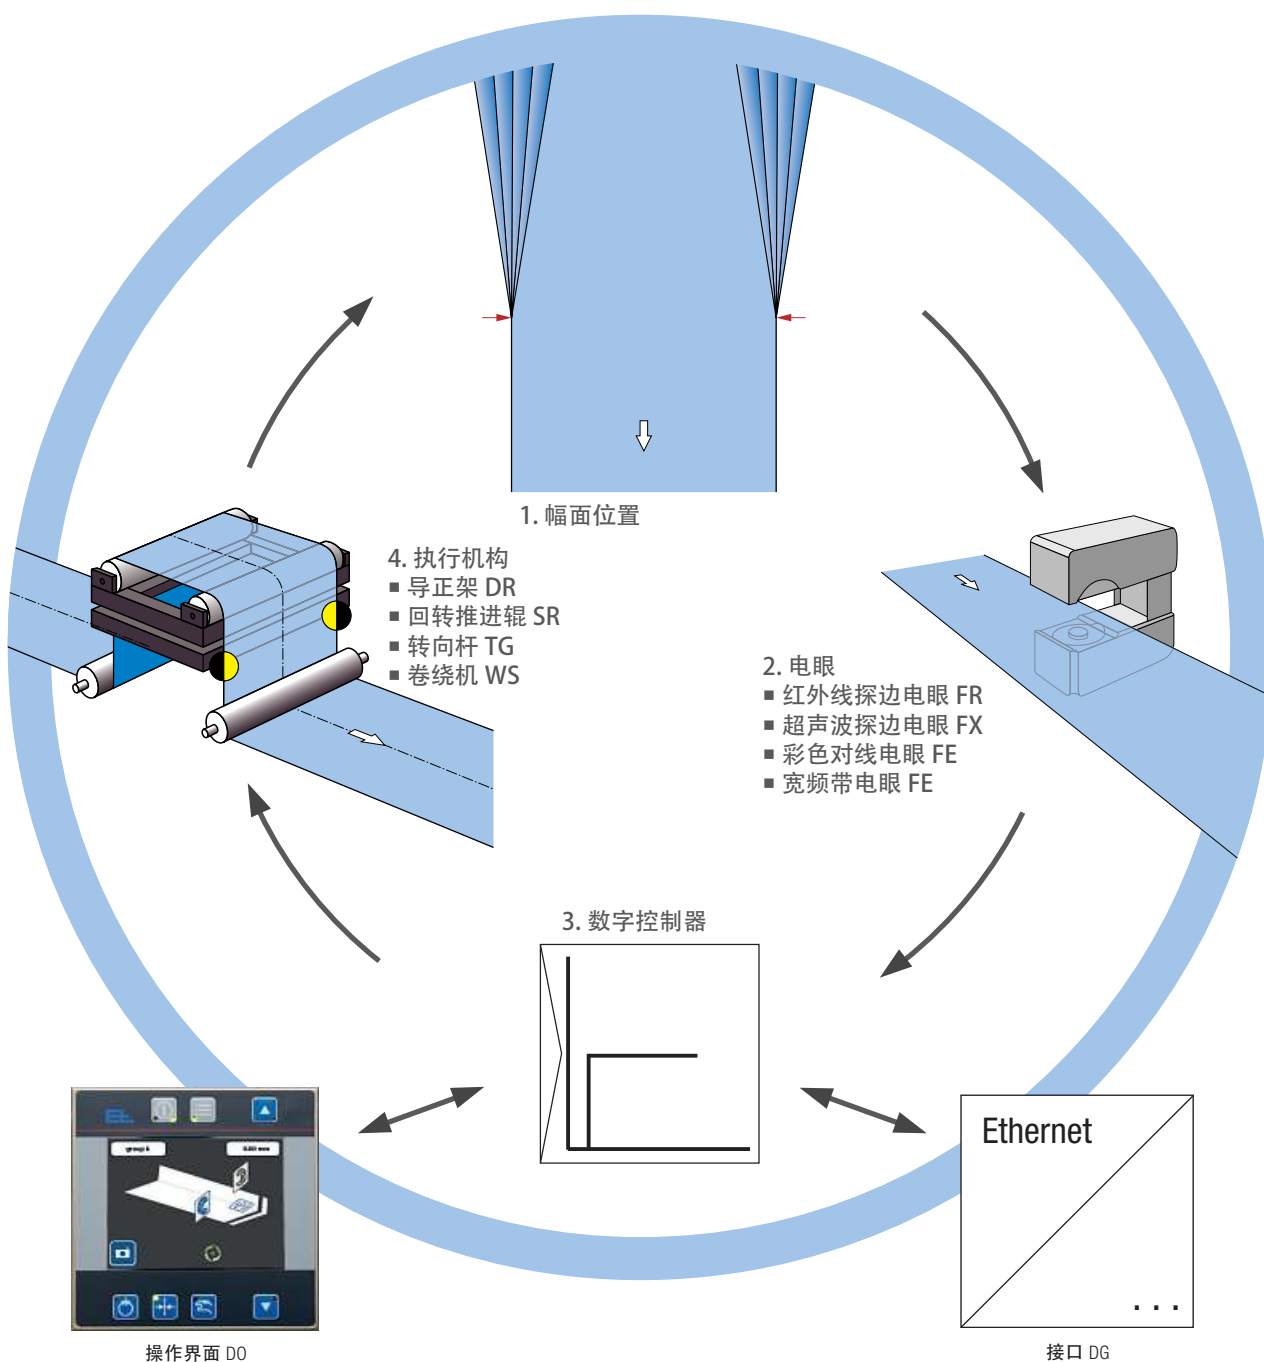 1. 幅面位置
4. 执行机构
■ 导正架 DR
■ 回转推进辊 SR
■ 转向杆 TG
■ 卷绕机 WS
2. 电眼
■ 红外线探边电眼 FR
■ 超声波探边电眼 FX
■ 彩色对线电眼 FE
■ 宽频带电眼 FE
3. 数字控制器
Ethernet
. . .
操作界面 DO
接口 DG